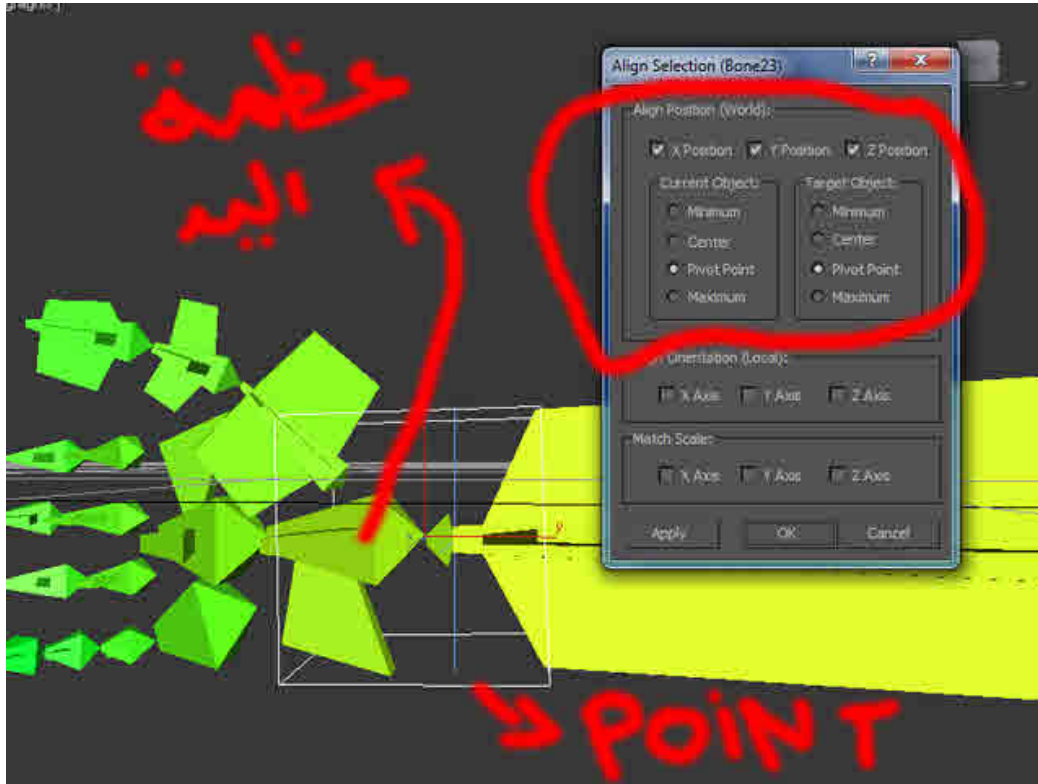 عظمة
اليد
Align Selection (Bone23)
Align Position (World):
X Position Y Position Z Position
Current Object: Target Object:
Minimum Minimum
Center Center
Pivot Point Pivot Point
Maximum Maximum
Orientation (Local):
X Axis Y Axis Z Axis
Match Scale:
X Axis Y Axis Z Axis
Apply OK Cancel
POINT